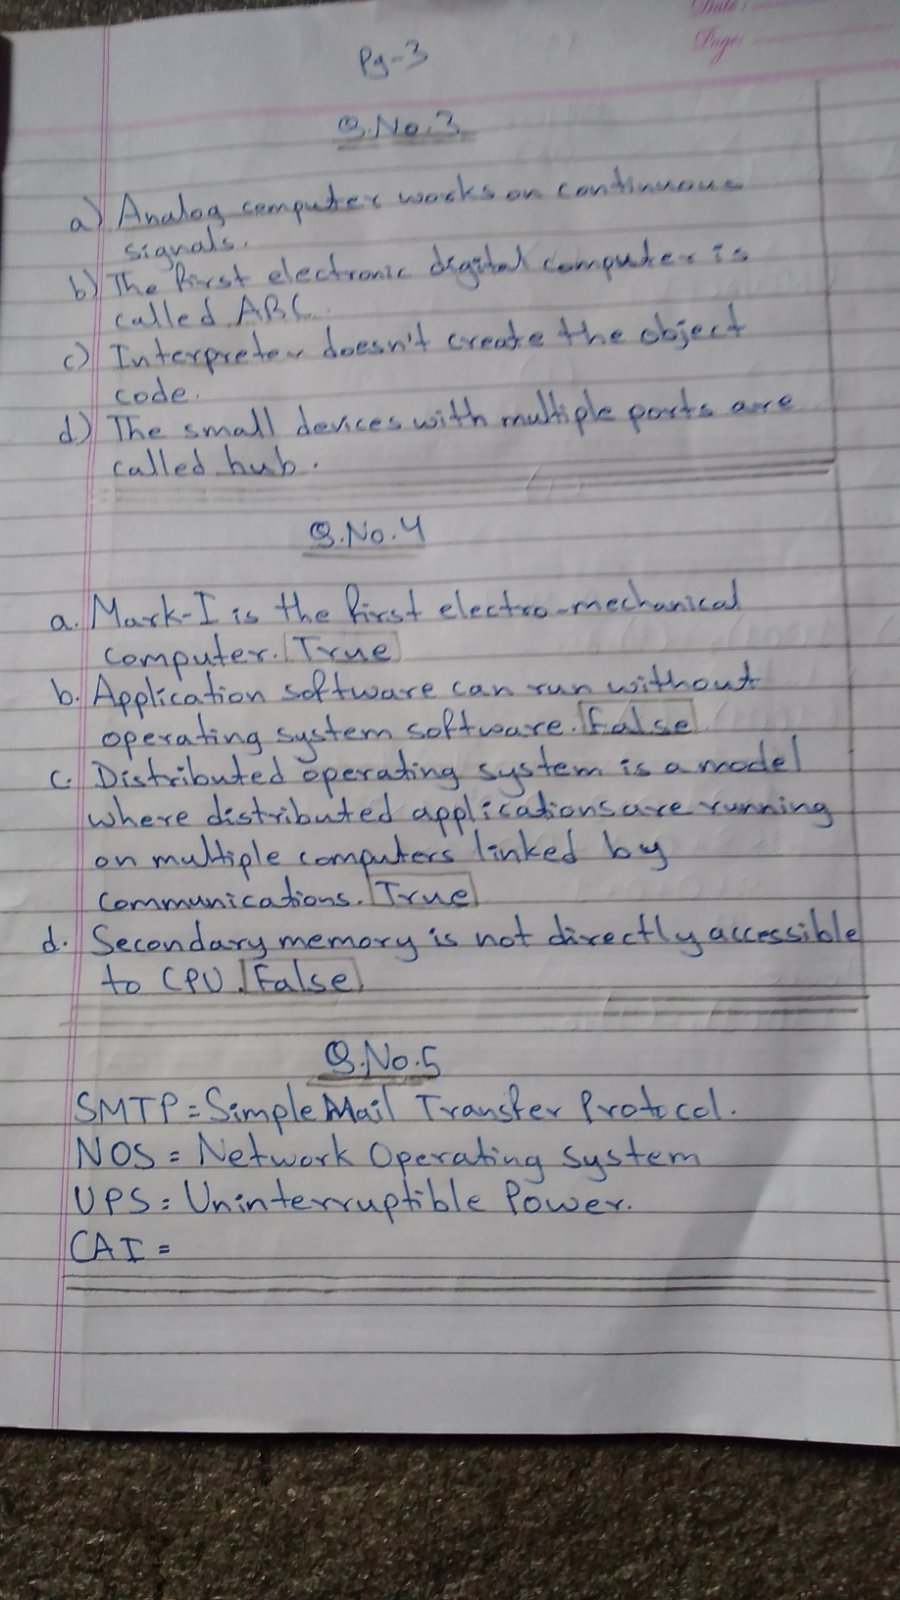 Date :
Page:
Pg-3
Q.No.3
a) Analog computer works on continuous
signals.
b) The first electronic digital computer is
called ABC.
c) Interpreter doesn't create the object
code.
d) The small devices with multiple ports are
called hub.
Q.No.4
a. Mark-I is the first electro-mechanical
computer. True
b. Application software can run without
operating system software. False
c. Distributed operating system is a model
where distributed applications are running
on multiple computers linked by
communications. True
d. Secondary memory is not directly accessible
to CPU. False
Q.No.5
SMTP = Simple Mail Transfer Protocol.
NOS = Network Operating System
UPS = Uninterruptible Power.
CAI =